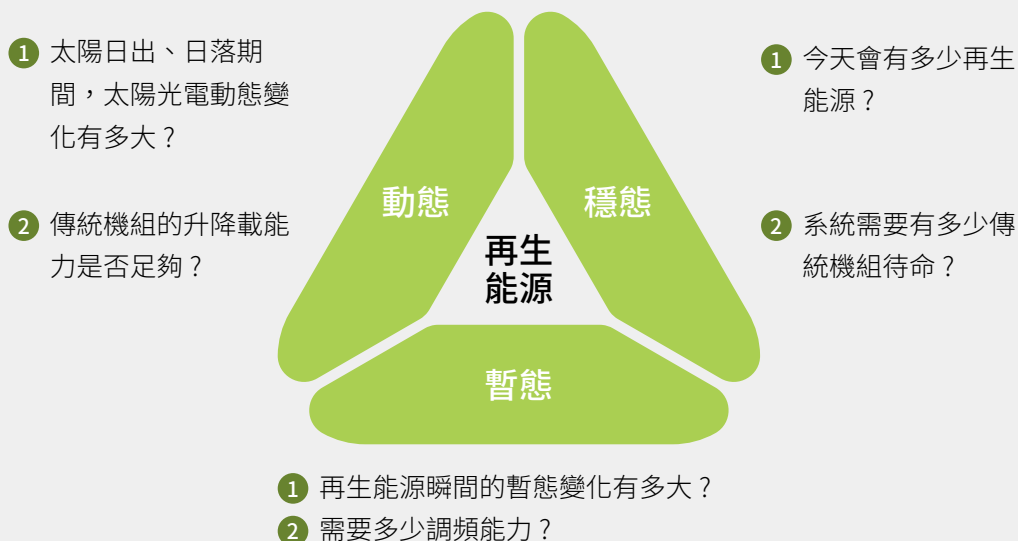 1 太陽日出、日落期
間，太陽光電動態變
化有多大？
2 傳統機組的升降載能
力是否足夠？
動態
穩態
再生
能源
暫態
1 今天會有多少再生
能源？
2 系統需要有多少傳
統機組待命？
1 再生能源瞬間的暫態變化有多大？
2 需要多少調頻能力？